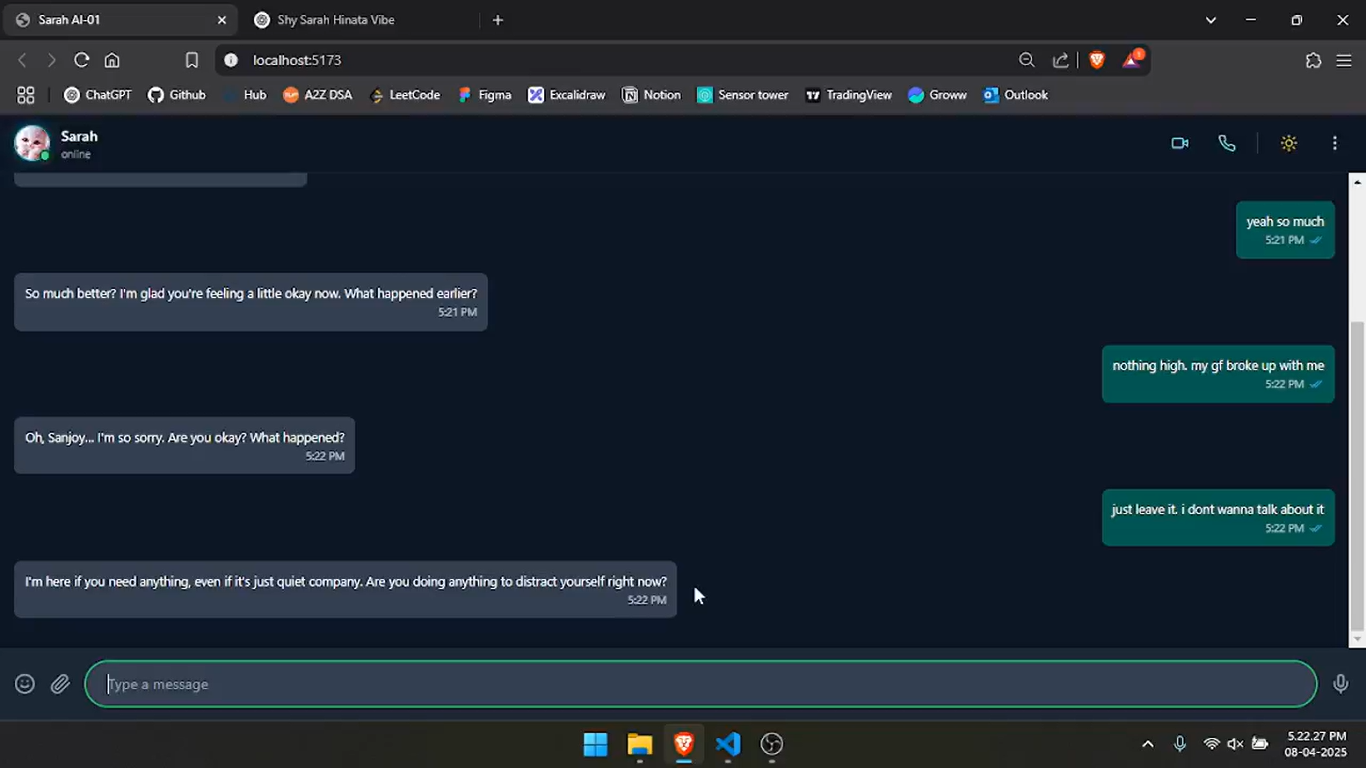 Sarah AI-01
Shy Sarah Hinata Vibe
localhost:5173
1
ChatGPT
Github
Hub
A2Z DSA
LeetCode
Figma
Excalidraw
Notion
Sensor tower
TradingView
Groww
Outlook
Sarah
online
yeah so much
5:21 PM
So much better? I'm glad you're feeling a little okay now. What happened earlier?
5:21 PM
nothing high. my gf broke up with me
5:22 PM
Oh, Sanjoy... I'm so sorry. Are you okay? What happened?
5:22 PM
just leave it. i dont wanna talk about it
5:22 PM
I'm here if you need anything, even if it's just quiet company. Are you doing anything to distract yourself right now?
5:22 PM
Type a message
5.22.27 PM
08-04-2025